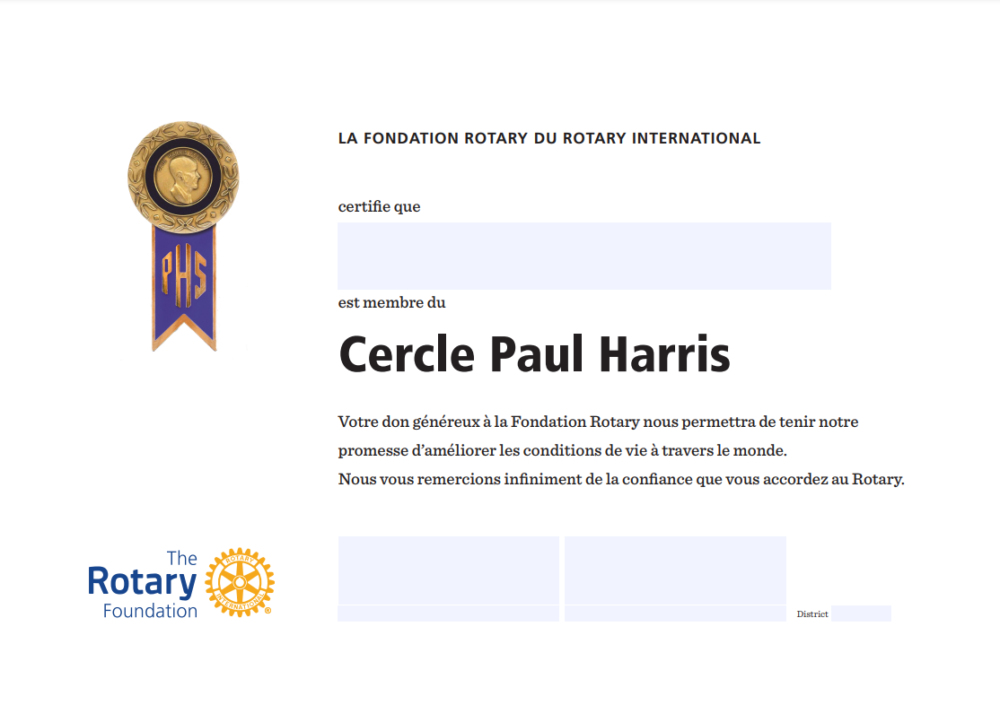 LA FONDATION ROTARY DU ROTARY INTERNATIONAL
certifie que
est membre du
Cercle Paul Harris
Votre don généreux à la Fondation Rotary nous permettra de tenir notre
promesse d’améliorer les conditions de vie à travers le monde.
Nous vous remercions infiniment de la confiance que vous accordez au Rotary.
PHS
The
Rotary
Foundation
ROTARY
INTERNATIONAL
®
District